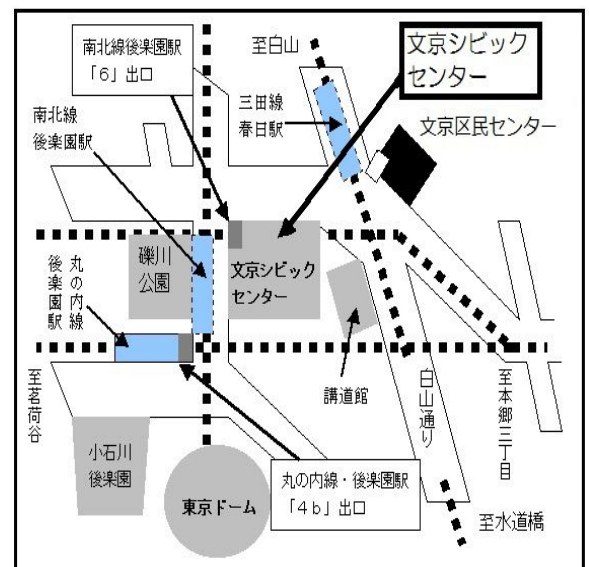 南北線後楽園駅
「6」出口
至白山
文京シビック
センター
三田線
春日駅
南北線
後楽園駅
文京区民センター
礫川
公園
文京シビック
センター
丸の内線
後楽園駅
講道館
白山通り
至本郷三丁目
至茗荷谷
小石川
後楽園
東京ドーム
丸の内線・後楽園駅
「4b」出口
至水道橋